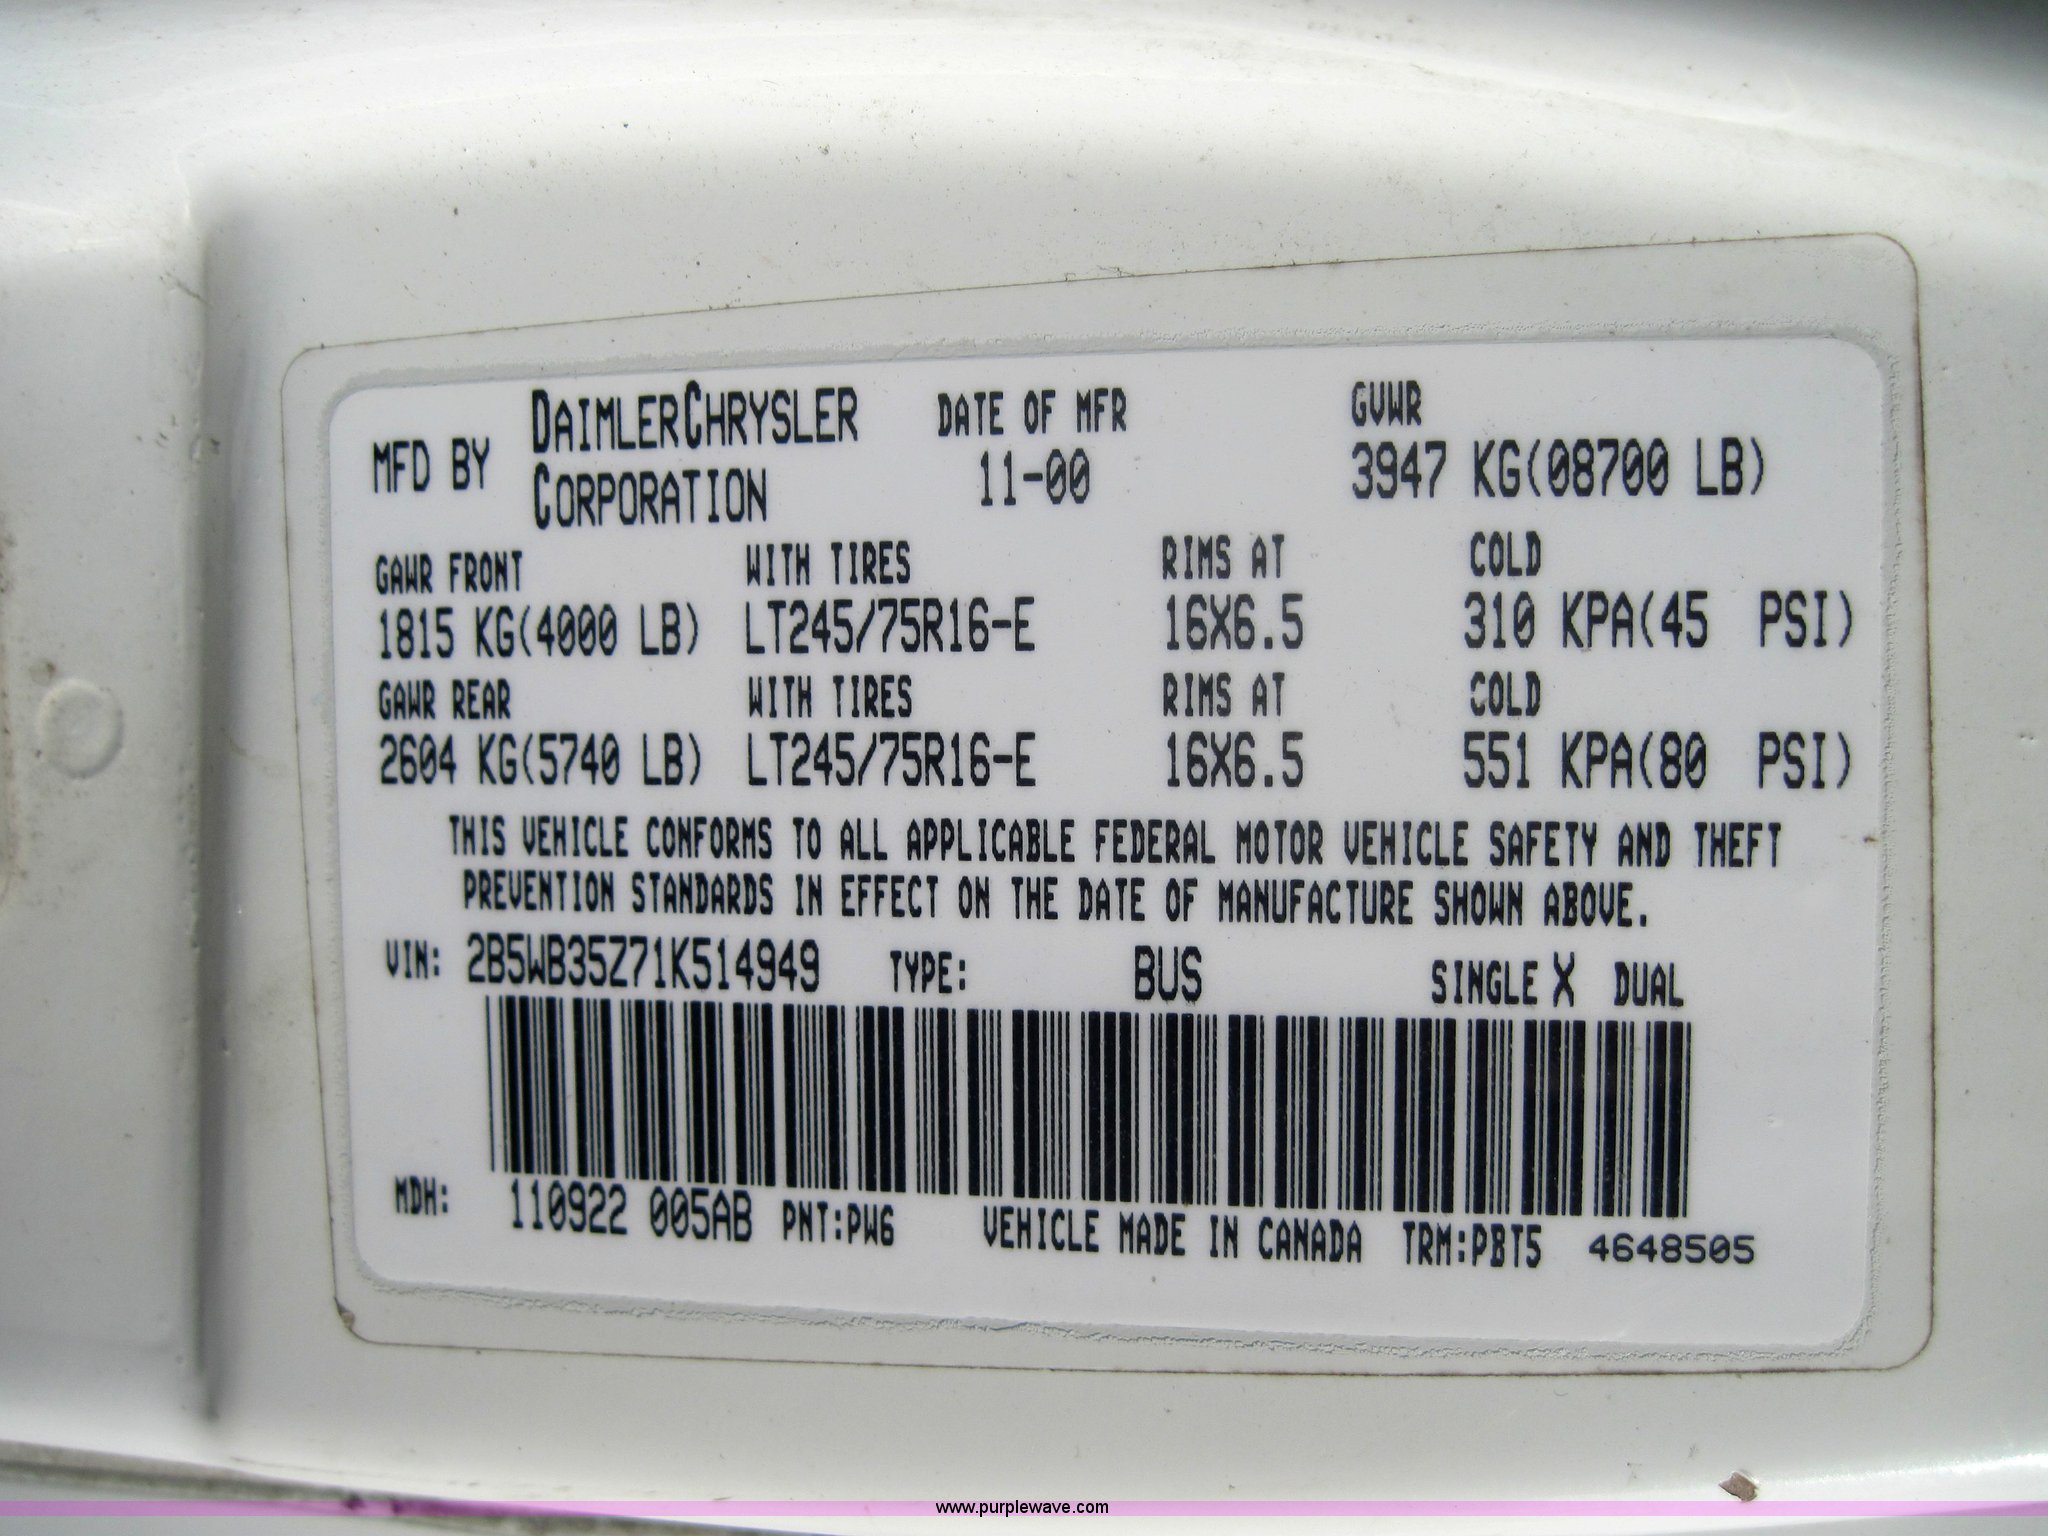 MFD BY DAIMLERCHRYSLER CORPORATION DATE OF MFR 11-00 GVWR 3947 KG(08700 LB)
GAWR FRONT WITH TIRES RIMS AT COLD
1815 KG(4000 LB) LT245/75R16-E 16X6.5 310 KPA(45 PSI)
GAWR REAR WITH TIRES RIMS AT COLD
2604 KG(5740 LB) LT245/75R16-E 16X6.5 551 KPA(80 PSI)
THIS VEHICLE CONFORMS TO ALL APPLICABLE FEDERAL MOTOR VEHICLE SAFETY AND THEFT
PREVENTION STANDARDS IN EFFECT ON THE DATE OF MANUFACTURE SHOWN ABOVE.
VIN: 2B5WB35Z71K514949 TYPE: BUS SINGLE X DUAL
MDH: 110922 005AB PNT:PW6 VEHICLE MADE IN CANADA TRM:PBT5 4648505
www.purplewave.com